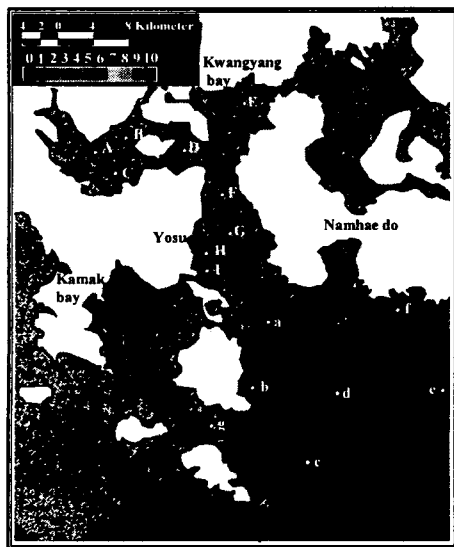 4 2 0 4 8 Kilometer
0 1 2 3 4 5 6 7 8 9 10
Kwangyang
bay
E
B
A
D
C
F
Namhae do
Yosu
G
H
I
Kamak
bay
f
a
b
d
e
g
c